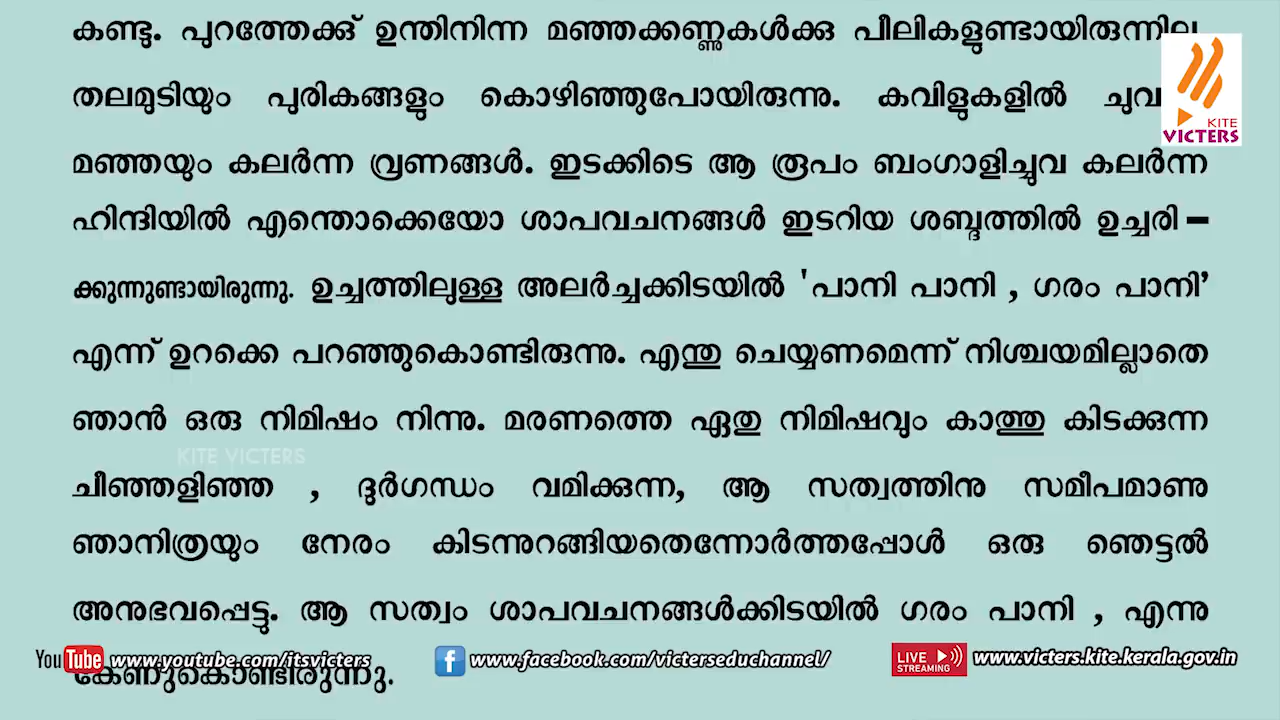 കണ്ടു. പുറത്തേക്കു് ഉന്തിനിന്ന മഞ്ഞക്കണ്ണുകൾക്കു പീലികളുണ്ടായിരുന്നില്ല
തലമുടിയും പുരികങ്ങളും കൊഴിഞ്ഞുപോയിരുന്നു. കവിളുകളിൽ
മഞ്ഞയും കലർന്ന വ്രണങ്ങൾ. ഇടക്കിടെ ആ രൂപം ബംഗാളിച്ചുവ കലർന്ന
ഹിന്ദിയിൽ എന്തൊക്കെയോ ശാപവചനങ്ങൾ ഇടറിയ ശബ്ദത്തിൽ ഉച്ചരി –
ക്കുന്നുണ്ടായിരുന്നു. ഉച്ചത്തിലുള്ള അലർച്ചക്കിടയിൽ 'പാനി പാനി , ഗരം പാനി’
എന്ന് ഉറക്കെ പറഞ്ഞുകൊണ്ടിരുന്നു. എന്തു ചെയ്യണമെന്ന് നിശ്ചയമില്ലാതെ
ഞാൻ ഒരു നിമിഷം നിന്നു. മരണത്തെ ഏതു നിമിഷവും കാത്തു കിടക്കുന്ന
ചീഞ്ഞളിഞ്ഞ , ദുർഗന്ധം വമിക്കുന്ന, ആ സത്വത്തിനു സമീപമാണു
ഞാനിത്രയും നേരം കിടന്നുറങ്ങിയതെന്നോർത്തപ്പോൾ ഒരു ഞെട്ടൽ
അനുഭവപ്പെട്ടു. ആ സത്വം ശാപവചനങ്ങൾക്കിടയിൽ ഗരം പാനി , എന്നു
കേണുകൊണ്ടിരുന്നു.
KITE VICTERS
KITE VICTERS
YouTube www.youtube.com/itsvicters
f www.facebook.com/victerseduchannel/
LIVE STREAMING www.victers.kite.kerala.gov.in